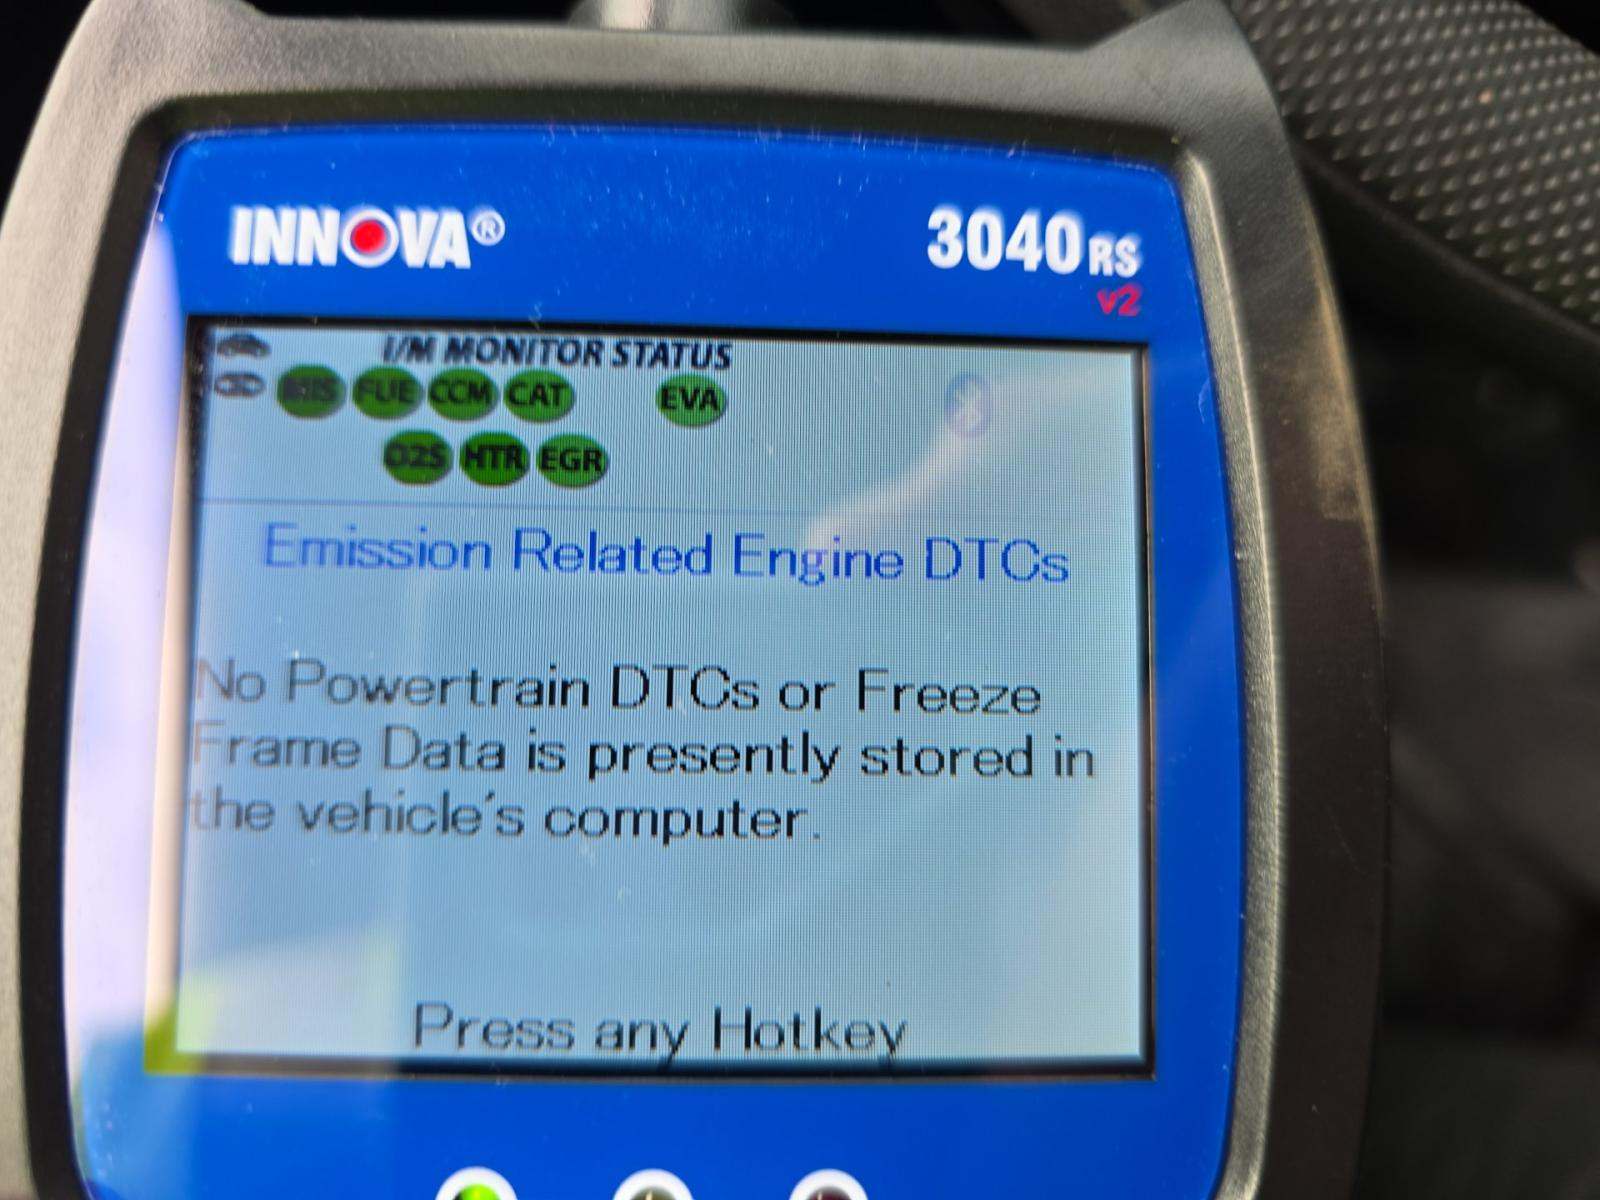 INNOVA®
3040RS
v2
I/M MONITOR STATUS
MIS FUE CCM CAT EVA
O2S HTR EGR
Emission Related Engine DTCs
No Powertrain DTCs or Freeze
Frame Data is presently stored in
the vehicle's computer.
Press any Hotkey